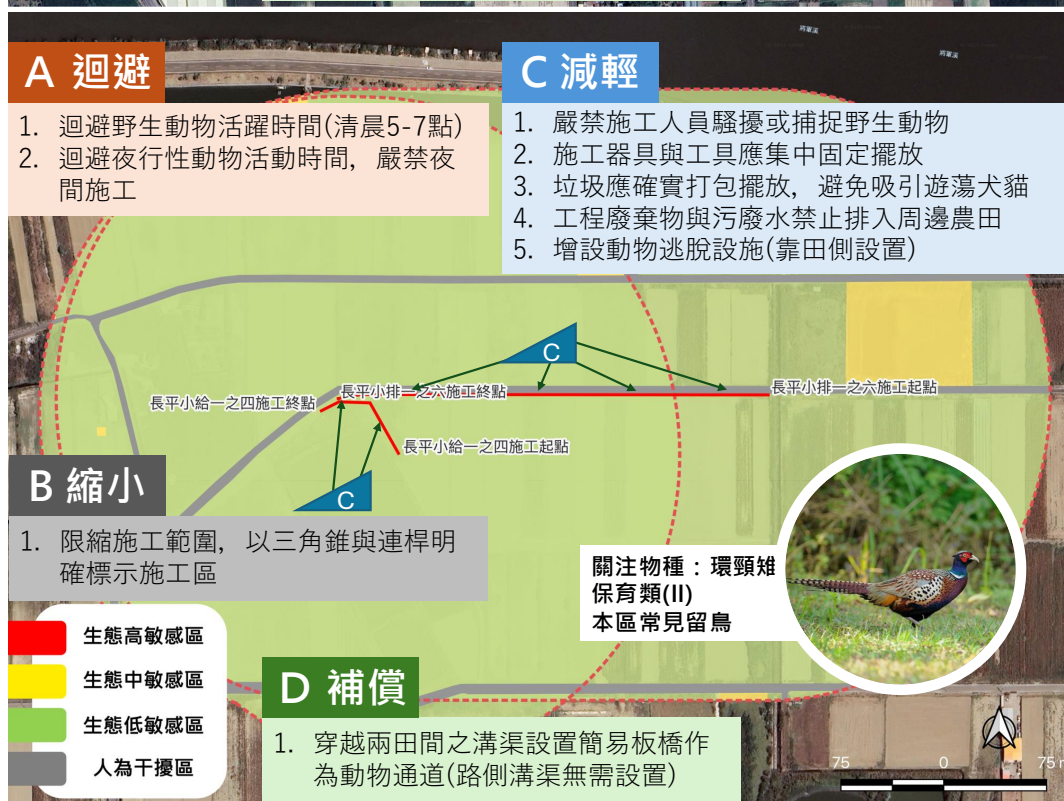 將軍溪
將軍溪
A 迴避
1. 迴避野生動物活躍時間(清晨5-7點)
2. 迴避夜行性動物活動時間，嚴禁夜
間施工
C 減輕
1. 嚴禁施工人員騷擾或捕捉野生動物
2. 施工器具與工具應集中固定擺放
3. 垃圾應確實打包擺放，避免吸引遊蕩犬貓
4. 工程廢棄物與污廢水禁止排入周邊農田
5. 增設動物逃脫設施(靠田側設置)
C
長平小給一之四施工終點
長平小排一之六施工終點
長平小排一之六施工起點
長平小給一之四施工起點
C
B 縮小
1. 限縮施工範圍，以三角錐與連桿明
確標示施工區
關注物種：環頸雉
保育類(II)
本區常見留鳥
生態高敏感區
生態中敏感區
生態低敏感區
人為干擾區
D 補償
1. 穿越兩田間之溝渠設置簡易板橋作
為動物通道(路側溝渠無需設置)
75 0 75 m